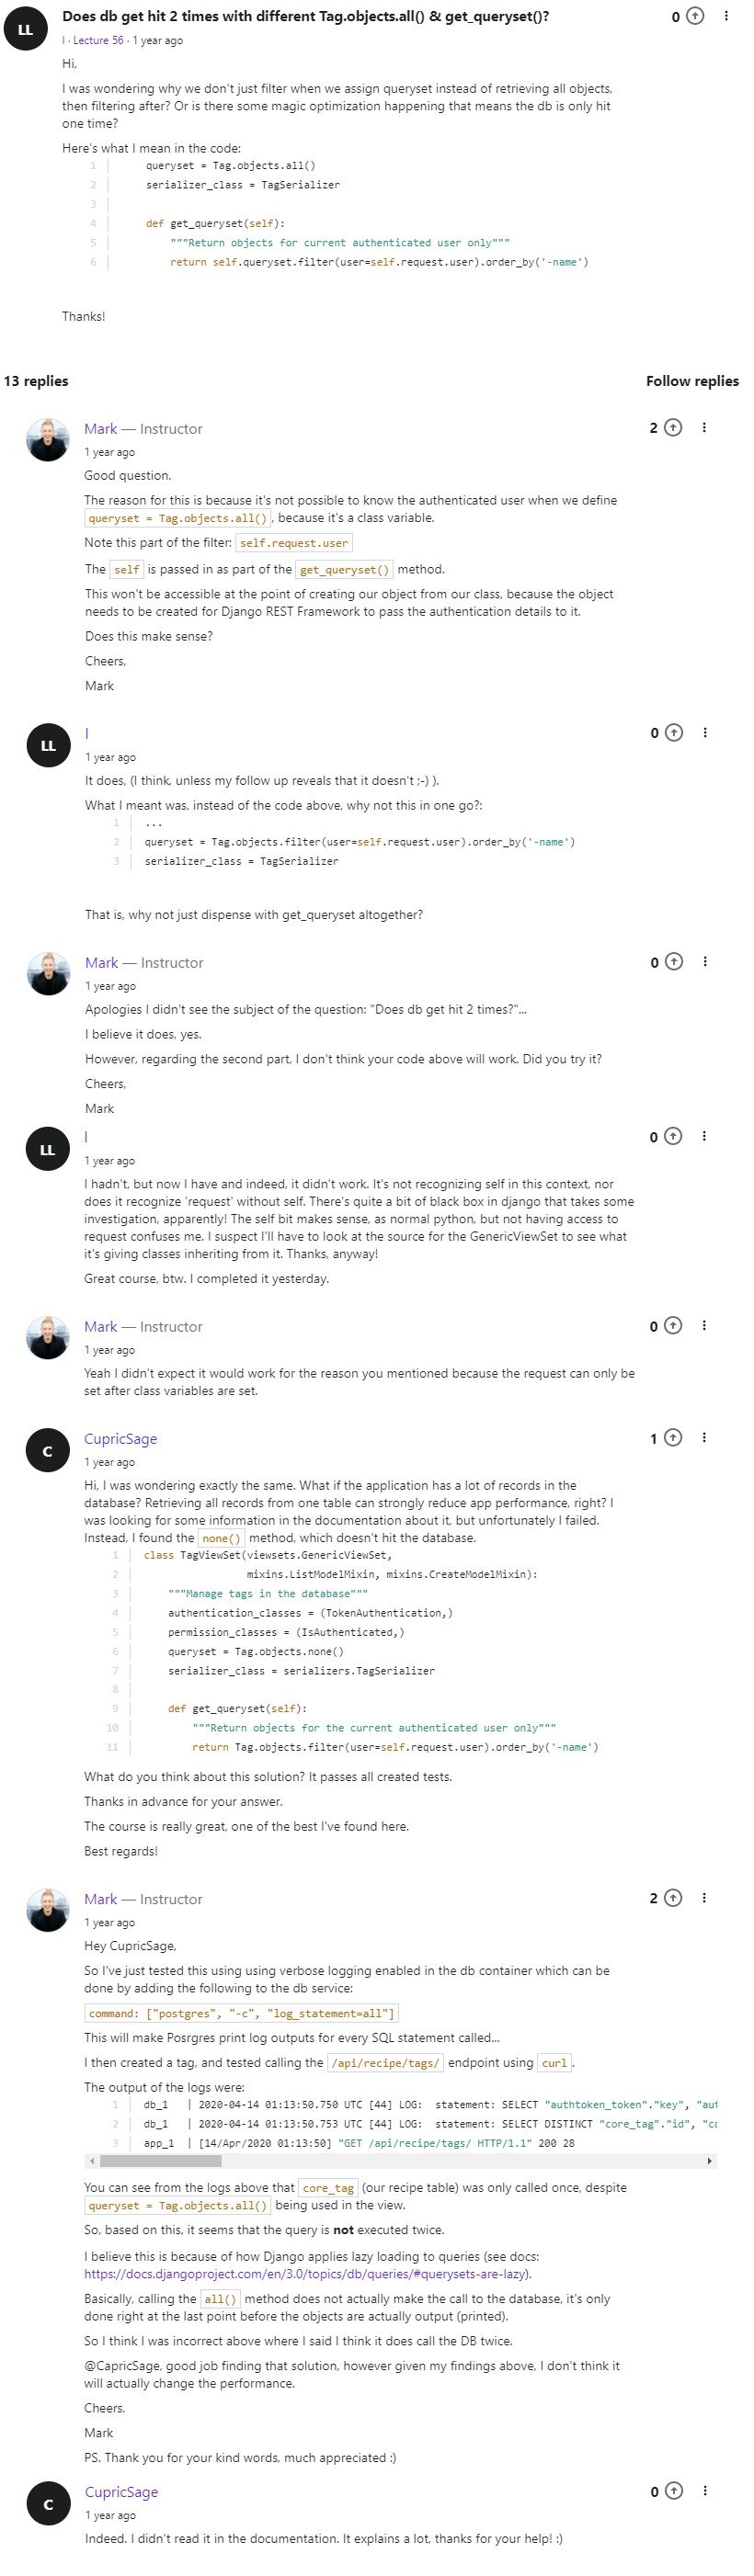 LL
Does db get hit 2 times with different Tag.objects.all() & get_queryset()?
0
l · Lecture 56 · 1 year ago
Hi,
I was wondering why we don't just filter when we assign queryset instead of retrieving all objects,
then filtering after? Or is there some magic optimization happening that means the db is only hit
one time?
Here's what I mean in the code:
1 queryset = Tag.objects.all()
2 serializer_class = TagSerializer
3
4 def get_queryset(self):
5 """Return objects for current authenticated user only"""
6 return self.queryset.filter(user=self.request.user).order_by('-name')
Thanks!
13 replies
Follow replies
Mark — Instructor
2
1 year ago
Good question.
The reason for this is because it's not possible to know the authenticated user when we define
queryset = Tag.objects.all() , because it's a class variable.
Note this part of the filter: self.request.user
The self is passed in as part of the get_queryset() method.
This won't be accessible at the point of creating our object from our class, because the object
needs to be created for Django REST Framework to pass the authentication details to it.
Does this make sense?
Cheers,
Mark
LL
l
0
1 year ago
It does, (I think, unless my follow up reveals that it doesn't ;-) ).
What I meant was, instead of the code above, why not this in one go?:
1 ...
2 queryset = Tag.objects.filter(user=self.request.user).order_by('-name')
3 serializer_class = TagSerializer
That is, why not just dispense with get_queryset altogether?
Mark — Instructor
0
1 year ago
Apologies I didn't see the subject of the question: "Does db get hit 2 times?"...
I believe it does, yes.
However, regarding the second part, I don't think your code above will work. Did you try it?
Cheers,
Mark
LL
l
0
1 year ago
I hadn't, but now I have and indeed, it didn't work. It's not recognizing self in this context, nor
does it recognize 'request' without self. There's quite a bit of black box in django that takes some
investigation, apparently! The self bit makes sense, as normal python, but not having access to
request confuses me. I suspect I'll have to look at the source for the GenericViewSet to see what
it's giving classes inheriting from it. Thanks, anyway!
Great course, btw. I completed it yesterday.
Mark — Instructor
0
1 year ago
Yeah I didn't expect it would work for the reason you mentioned because the request can only be
set after class variables are set.
C
CupricSage
1
1 year ago
Hi, I was wondering exactly the same. What if the application has a lot of records in the
database? Retrieving all records from one table can strongly reduce app performance, right? I
was looking for some information in the documentation about it, but unfortunately I failed.
Instead, I found the none() method, which doesn't hit the database.
1 class TagViewSet(viewsets.GenericViewSet,
2 mixins.ListModelMixin, mixins.CreateModelMixin):
3 """Manage tags in the database"""
4 authentication_classes = (TokenAuthentication,)
5 permission_classes = (IsAuthenticated,)
6 queryset = Tag.objects.none()
7 serializer_class = serializers.TagSerializer
8
9 def get_queryset(self):
10 """Return objects for the current authenticated user only"""
11 return Tag.objects.filter(user=self.request.user).order_by('-name')
What do you think about this solution? It passes all created tests.
Thanks in advance for your answer.
The course is really great, one of the best I've found here.
Best regards!
Mark — Instructor
2
1 year ago
Hey CupricSage,
So I've just tested this using using verbose logging enabled in the db container which can be
done by adding the following to the db service:
command: ["postgres", "-c", "log_statement=all"]
This will make Posrgres print log outputs for every SQL statement called...
I then created a tag, and tested calling the /api/recipe/tags/ endpoint using curl .
The output of the logs were:
1 db_1 | 2020-04-14 01:13:50.750 UTC [44] LOG: statement: SELECT "authtoken_token"."key", "aut
2 db_1 | 2020-04-14 01:13:50.753 UTC [44] LOG: statement: SELECT DISTINCT "core_tag"."id", "co
3 app_1 | [14/Apr/2020 01:13:50] "GET /api/recipe/tags/ HTTP/1.1" 200 28
You can see from the logs above that core_tag (our recipe table) was only called once, despite
queryset = Tag.objects.all() being used in the view.
So, based on this, it seems that the query is not executed twice.
I believe this is because of how Django applies lazy loading to queries (see docs:
https://docs.djangoproject.com/en/3.0/topics/db/queries/#querysets-are-lazy).
Basically, calling the all() method does not actually make the call to the database, it's only
done right at the last point before the objects are actually output (printed).
So I think I was incorrect above where I said I think it does call the DB twice.
@CapricSage, good job finding that solution, however given my findings above, I don't think it
will actually change the performance.
Cheers,
Mark
PS. Thank you for your kind words, much appreciated :)
C
CupricSage
0
1 year ago
Indeed. I didn't read it in the documentation. It explains a lot, thanks for your help! :)